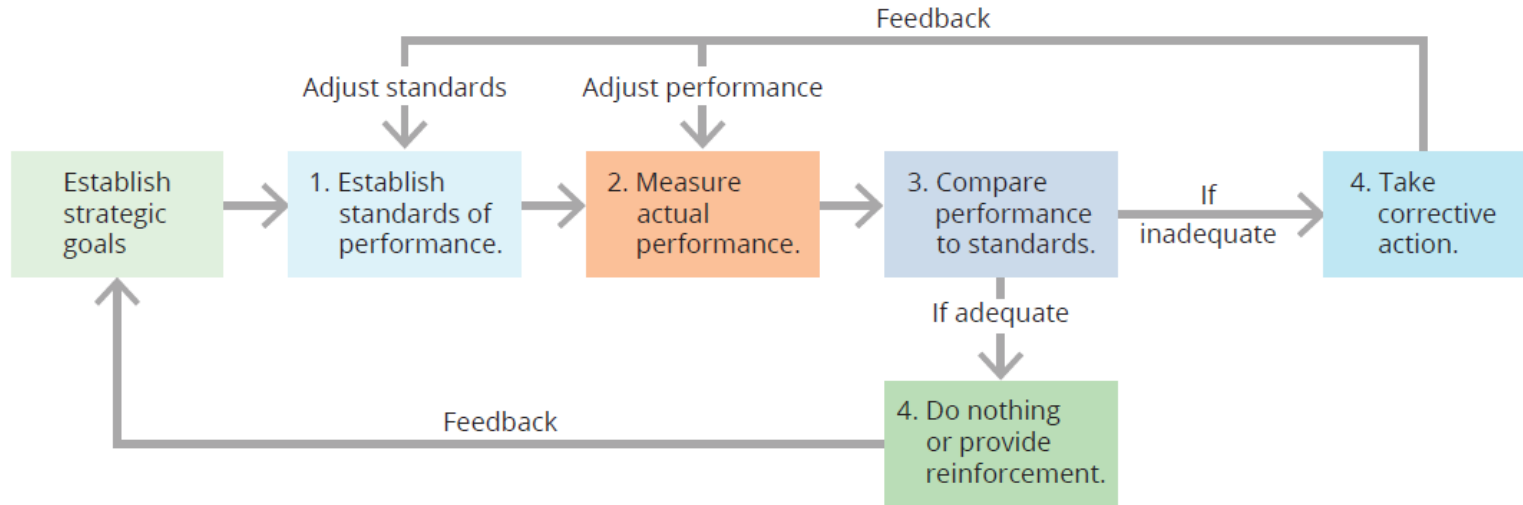 Feedback
Adjust standards
Adjust performance
Establish
strategic
goals
1. Establish
standards of
performance.
2. Measure
actual
performance.
3. Compare
performance
to standards.
If
inadequate
4. Take
corrective
action.
If adequate
4. Do nothing
or provide
reinforcement.
Feedback